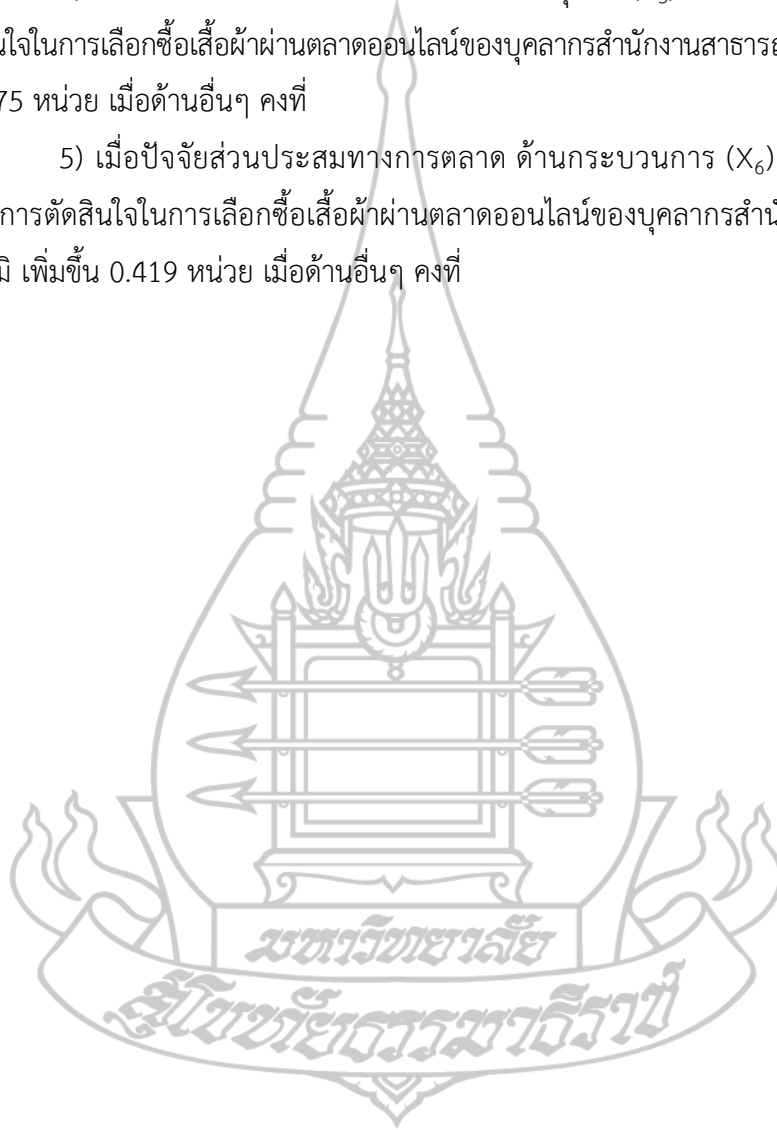 นใจในการเลือกซื้อเสื้อผ้าผ่านตลาดออนไลน์ของบุคลากรสำนักงานสาธารณ
75 หน่วย เมื่อด้านอื่นๆ คงที่
5) เมื่อปัจจัยส่วนประสมทางการตลาด ด้านกระบวนการ (X₆)
การตัดสินใจในการเลือกซื้อเสื้อผ้าผ่านตลาดออนไลน์ของบุคลากรสำนั
มิ เพิ่มขึ้น 0.419 หน่วย เมื่อด้านอื่นๆ คงที่
มหาวิทยาลัย
สุโขทัยธรรมาธิราช